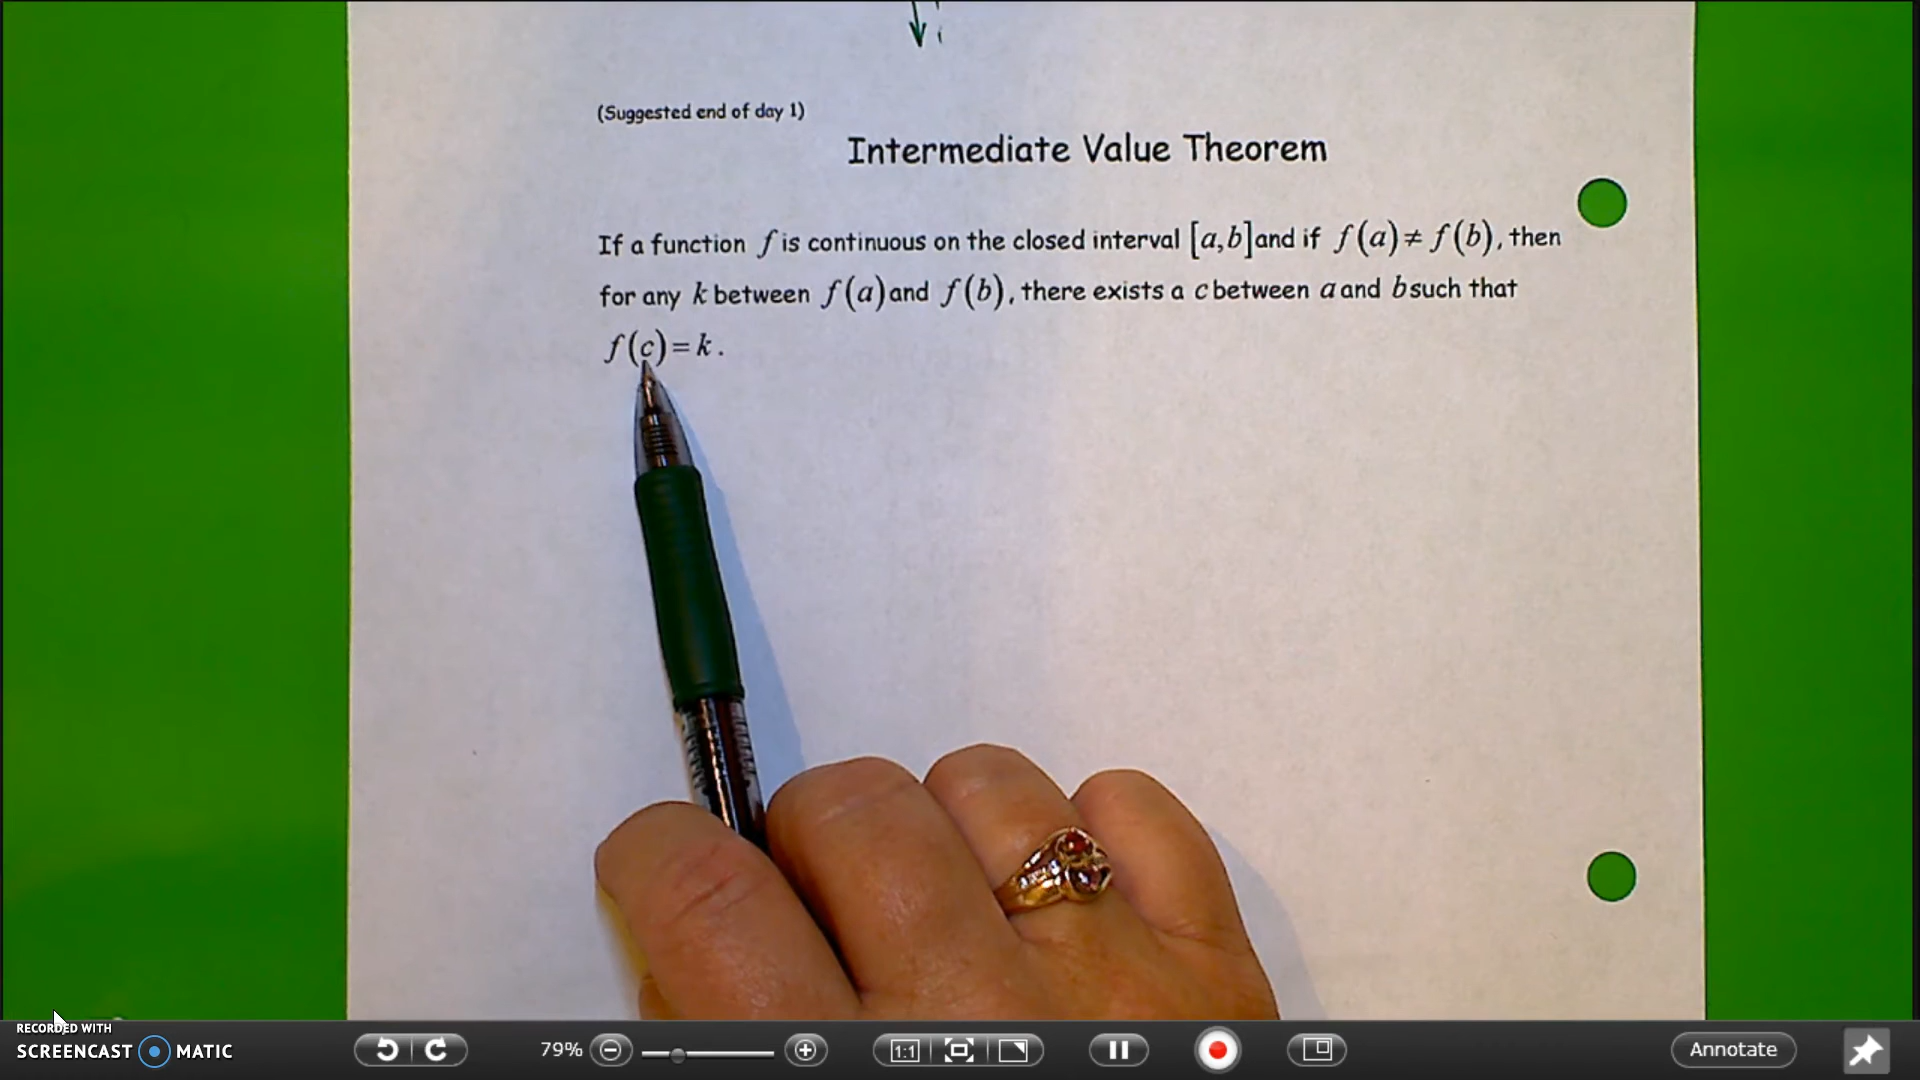 (Suggested end of day 1)
Intermediate Value Theorem
If a function f is continuous on the closed interval [a,b] and if f(a) ≠ f(b), then
for any k between f(a) and f(b), there exists a c between a and b such that
f(c) = k.
RECORDED WITH
SCREENCAST MATIC
79%
1:1
Annotate